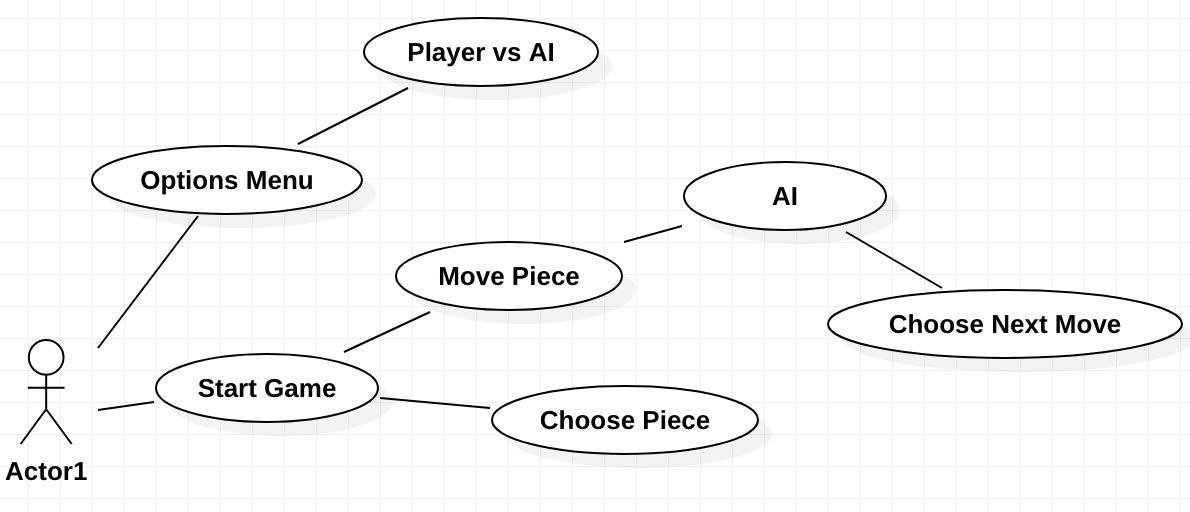 Player vs AI
Options Menu
AI
Move Piece
Choose Next Move
Start Game
Choose Piece
Actor1